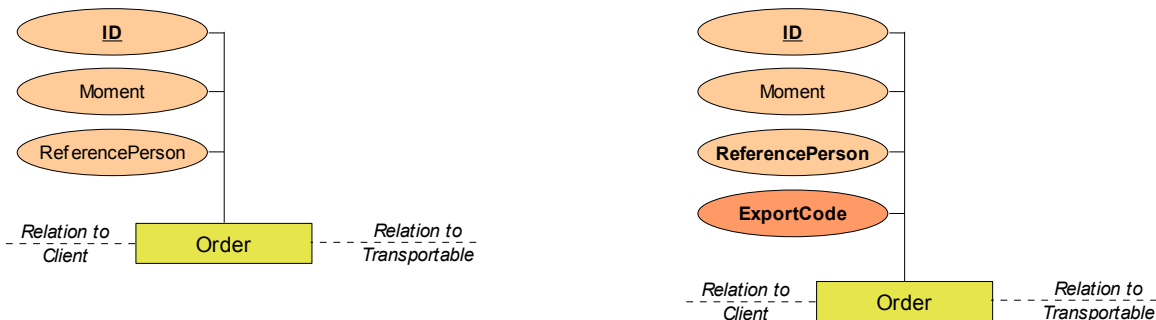 ID
Moment
ReferencePerson
Relation to
Client
Order
Relation to
Transportable
ID
Moment
ReferencePerson
ExportCode
Relation to
Client
Order
Relation to
Transportable